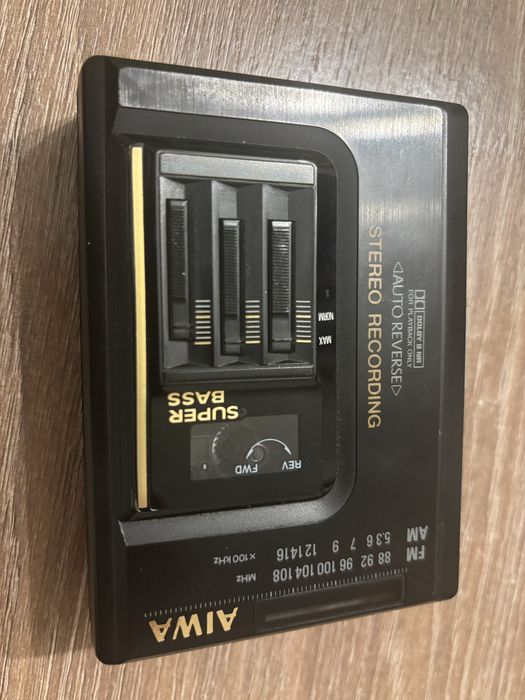 AIWA
FM 88 92 96 100 104 108 MHz
AM 5.3 6 7 9 12 14 16 ×100 kHz
SUPER
BASS
REV
FWD
MAX
NORM
STEREO RECORDING
◁AUTO REVERSE▷
DOLBY B NR
FOR PLAYBACK ONLY